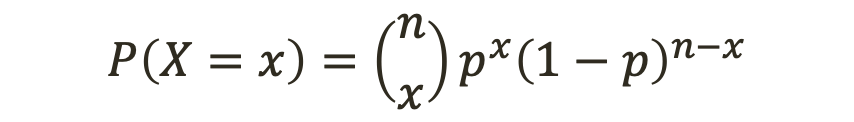 P(X = x) = (n x) p^x (1 − p)^{n−x}